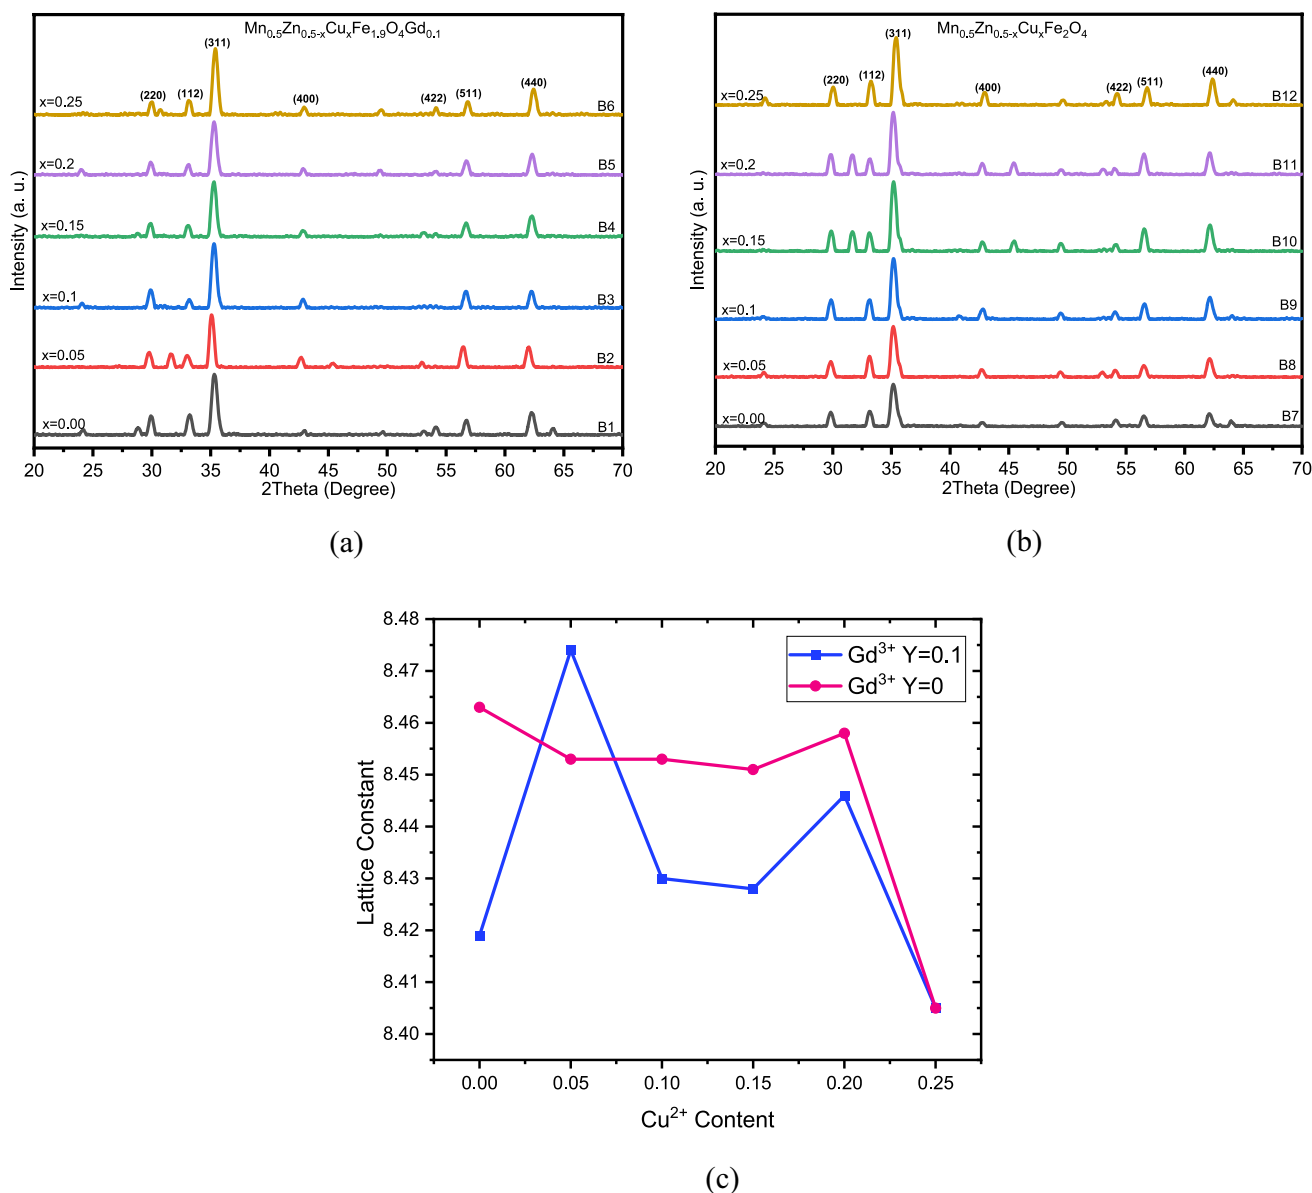 Mn0.5Zn0.5-xCuxFe1.9O4Gd0.1
(311)
(220) (112) (400) (422) (511) (440)
x=0.25 B6
x=0.2 B5
x=0.15 B4
x=0.1 B3
x=0.05 B2
x=0.00 B1
Intensity (a. u.)
20 25 30 35 40 45 50 55 60 65 70
2Theta (Degree)
(a)
Mn0.5Zn0.5-xCuxFe2O4
(311)
(220) (112) (400) (422) (511) (440)
x=0.25 B12
x=0.2 B11
x=0.15 B10
x=0.1 B9
x=0.05 B8
x=0.00 B7
Intensity (a. u.)
20 25 30 35 40 45 50 55 60 65 70
2Theta (Degree)
(b)
8.48
8.47
8.46
8.45
8.44
8.43
8.42
8.41
8.40
Lattice Constant
Gd3+ Y=0.1
Gd3+ Y=0
0.00 0.05 0.10 0.15 0.20 0.25
Cu2+ Content
(c)